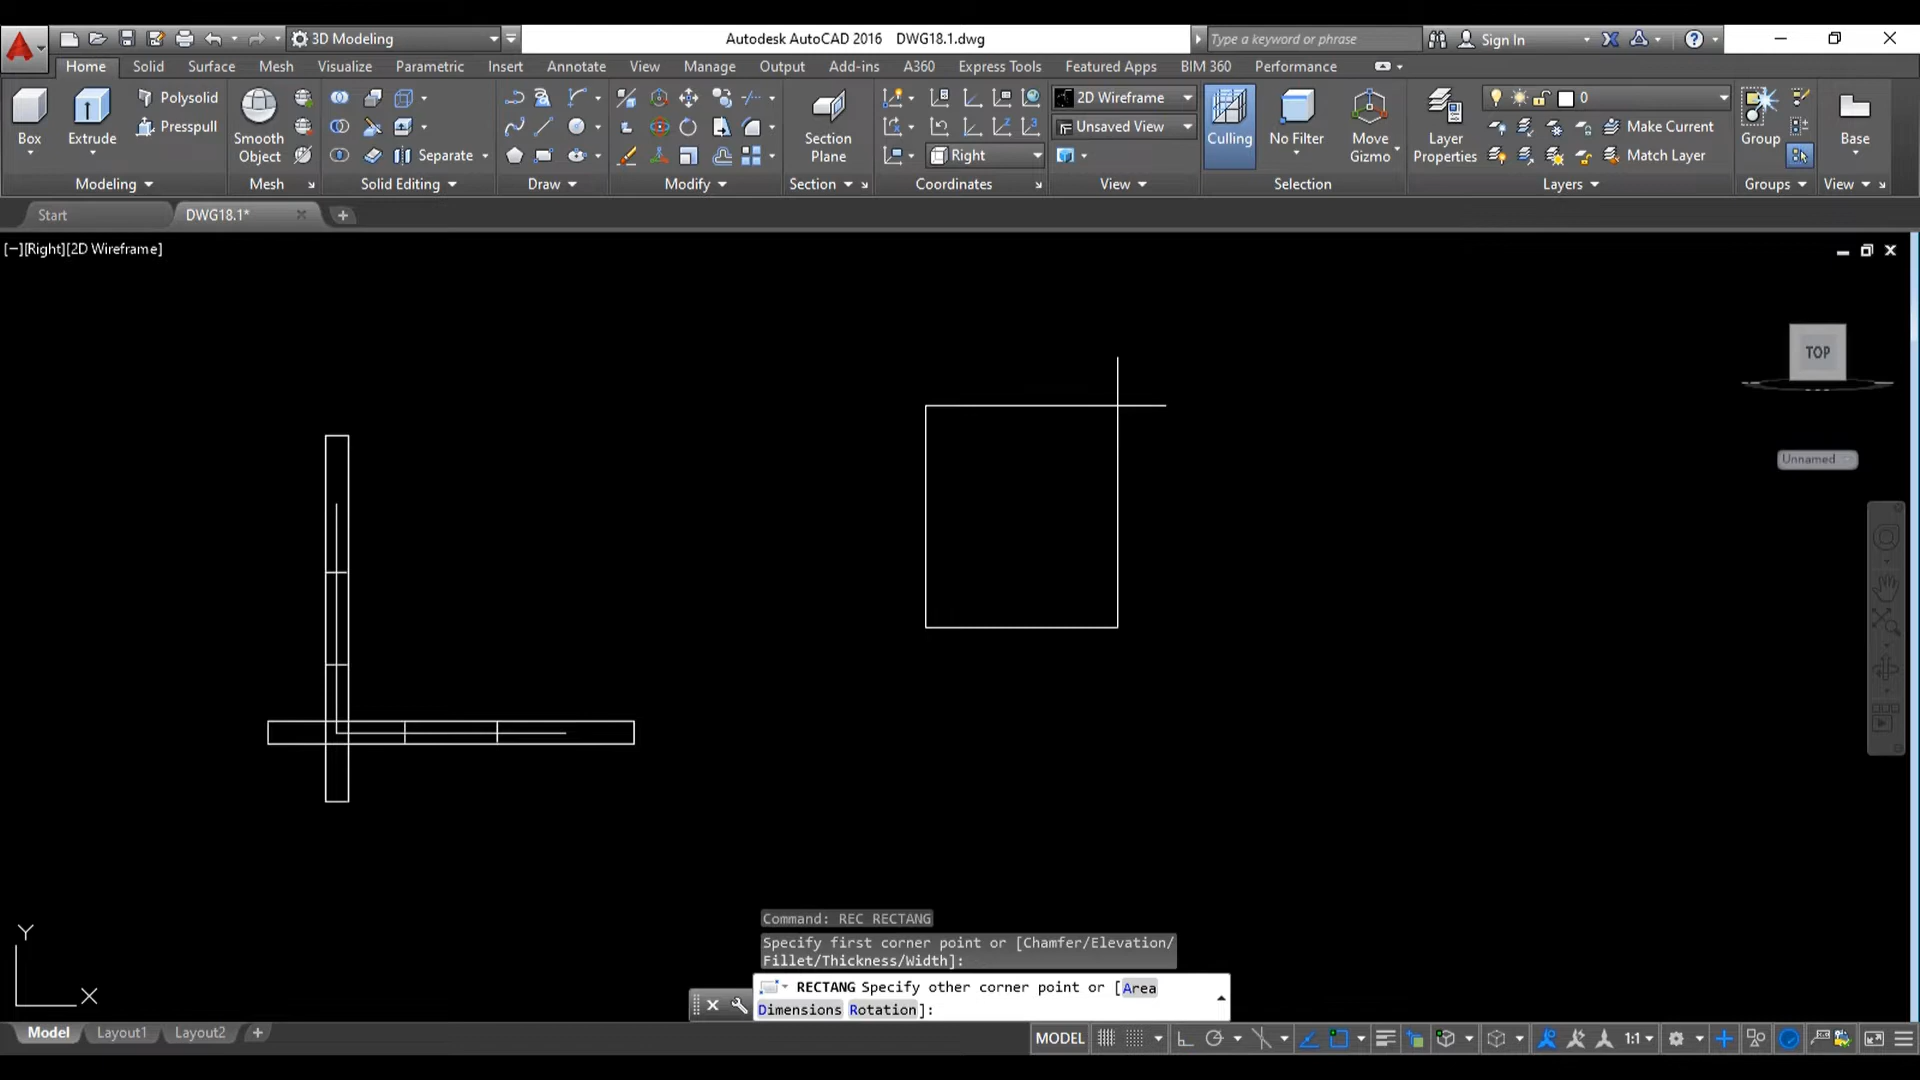 3D Modeling
Autodesk AutoCAD 2016 DWG18.1.dwg
Type a keyword or phrase
Sign In
Home Solid Surface Mesh Visualize Parametric Insert Annotate View Manage Output Add-ins A360 Express Tools Featured Apps BIM 360 Performance
Box
Extrude
Polysolid
Presspull
Modeling
Smooth
Object
Mesh
Separate
Solid Editing
Draw
Modify
Section
Plane
Section
Right
Coordinates
2D Wireframe
Unsaved View
View
Culling
No Filter
Move
Gizmo
Selection
Layer
Properties
0
Make Current
Match Layer
Layers
Group
Groups
Base
View
Start
DWG18.1*
[−][Right][2D Wireframe]
TOP
Unnamed
Y
X
Command: REC RECTANG
Specify first corner point or [Chamfer/Elevation/
Fillet/Thickness/Width]:
RECTANG Specify other corner point or [Area
Dimensions Rotation]:
Model Layout1 Layout2
MODEL
1:1